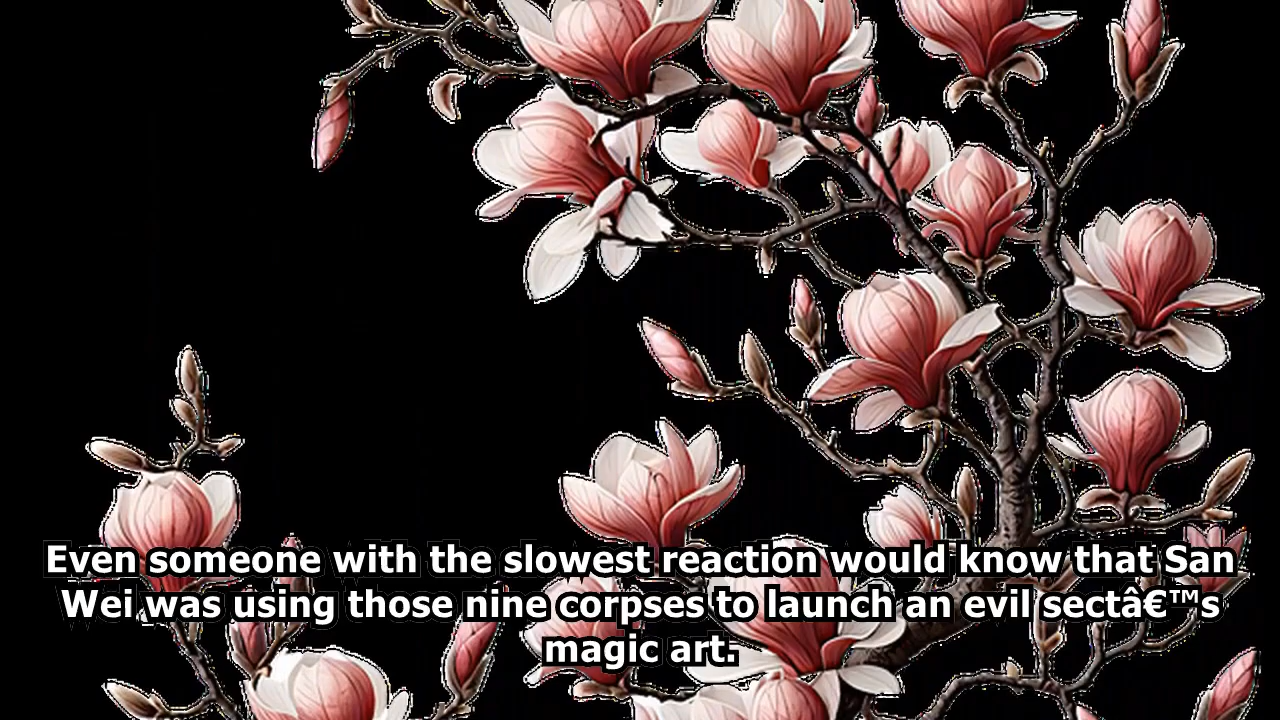 Even someone with the slowest reaction would know that San
Wei was using those nine corpses to launch an evil sectâ€™s
magic art.